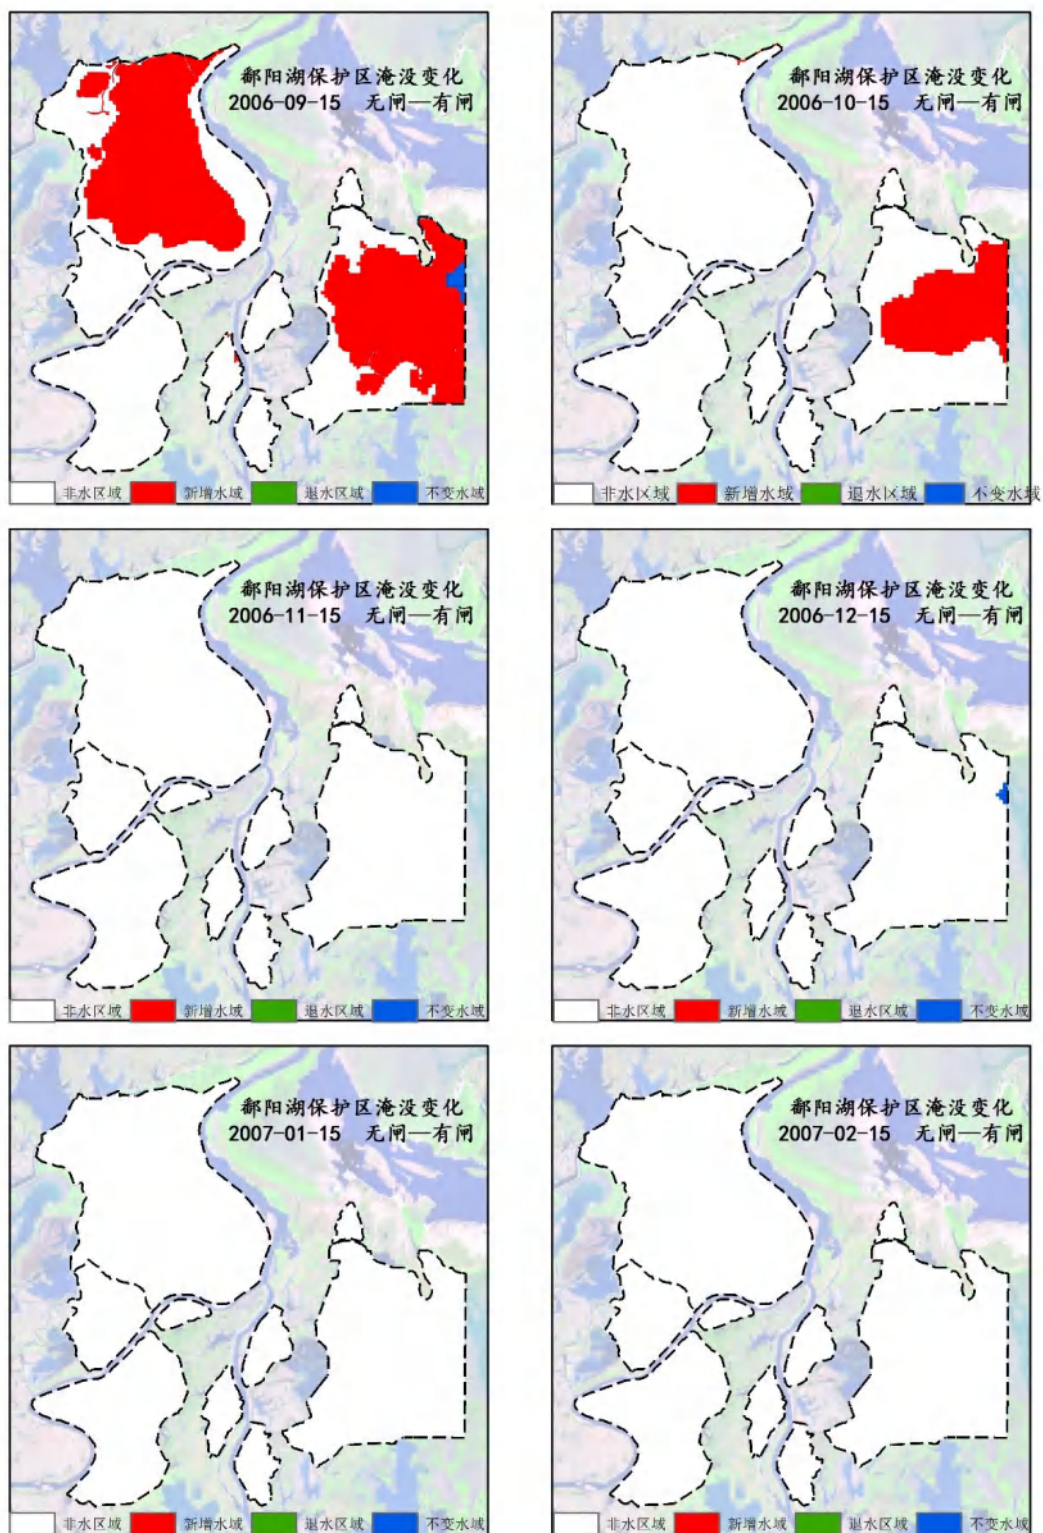 鄱阳湖保护区淹没变化
2006-09-15 无闸—有闸
非水区域 新增水域 退水区域 不变水域
鄱阳湖保护区淹没变化
2006-10-15 无闸—有闸
非水区域 新增水域 退水区域 不变水域
鄱阳湖保护区淹没变化
2006-11-15 无闸—有闸
非水区域 新增水域 退水区域 不变水域
鄱阳湖保护区淹没变化
2006-12-15 无闸—有闸
非水区域 新增水域 退水区域 不变水域
鄱阳湖保护区淹没变化
2007-01-15 无闸—有闸
非水区域 新增水域 退水区域 不变水域
鄱阳湖保护区淹没变化
2007-02-15 无闸—有闸
非水区域 新增水域 退水区域 不变水域